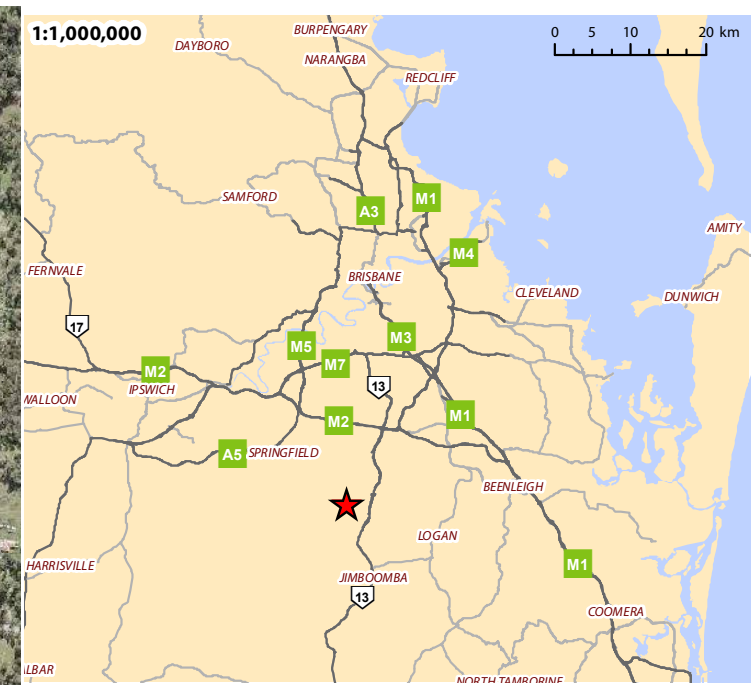 1:1,000,000
BURPENGARY
0 5 10 20 km
DAYBORO
NARANGBA
REDCLIFF
SAMFORD
M1
A3
AMITY
M4
FERNVALE
BRISBANE
CLEVELAND
DUNWICH
17
M3
M5
M7
M2
13
IPSWICH
WALLOON
M1
M2
A5
SPRINGFIELD
BEENLEIGH
LOGAN
HARRISVILLE
M1
JIMBOOMBA
13
COOMERA
LBAR
NORTH TAMBORINE